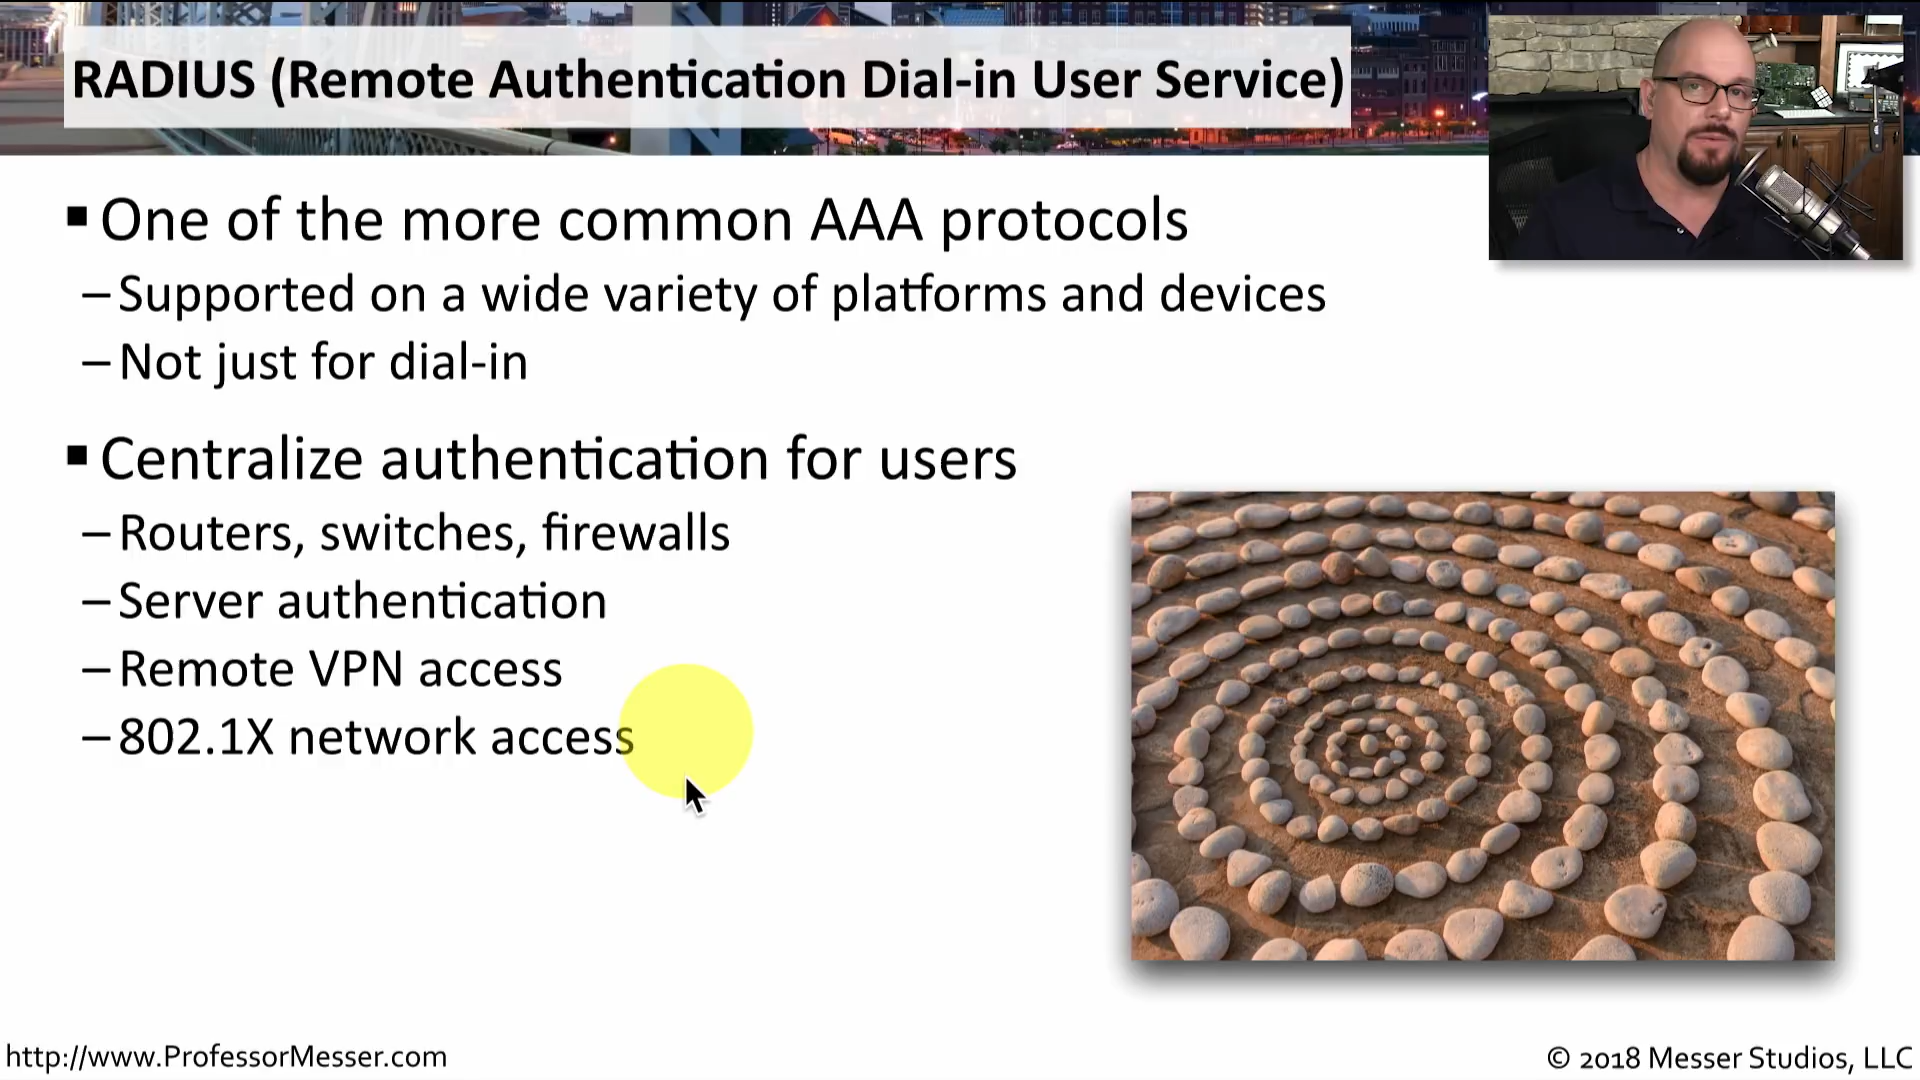 RADIUS (Remote Authentication Dial-in User Service)
▪ One of the more common AAA protocols
– Supported on a wide variety of platforms and devices
– Not just for dial-in
▪ Centralize authentication for users
– Routers, switches, firewalls
– Server authentication
– Remote VPN access
– 802.1X network access
http://www.ProfessorMesser.com
© 2018 Messer Studios, LLC